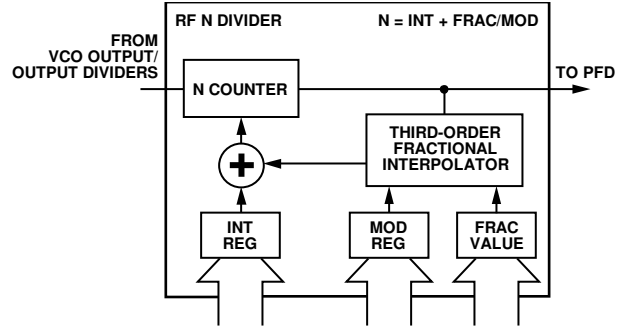 RF N DIVIDER
N = INT + FRAC/MOD
FROM
VCO OUTPUT/
OUTPUT DIVIDERS
TO PFD
N COUNTER
THIRD-ORDER
FRACTIONAL
INTERPOLATOR
+
INT
REG
MOD
REG
FRAC
VALUE